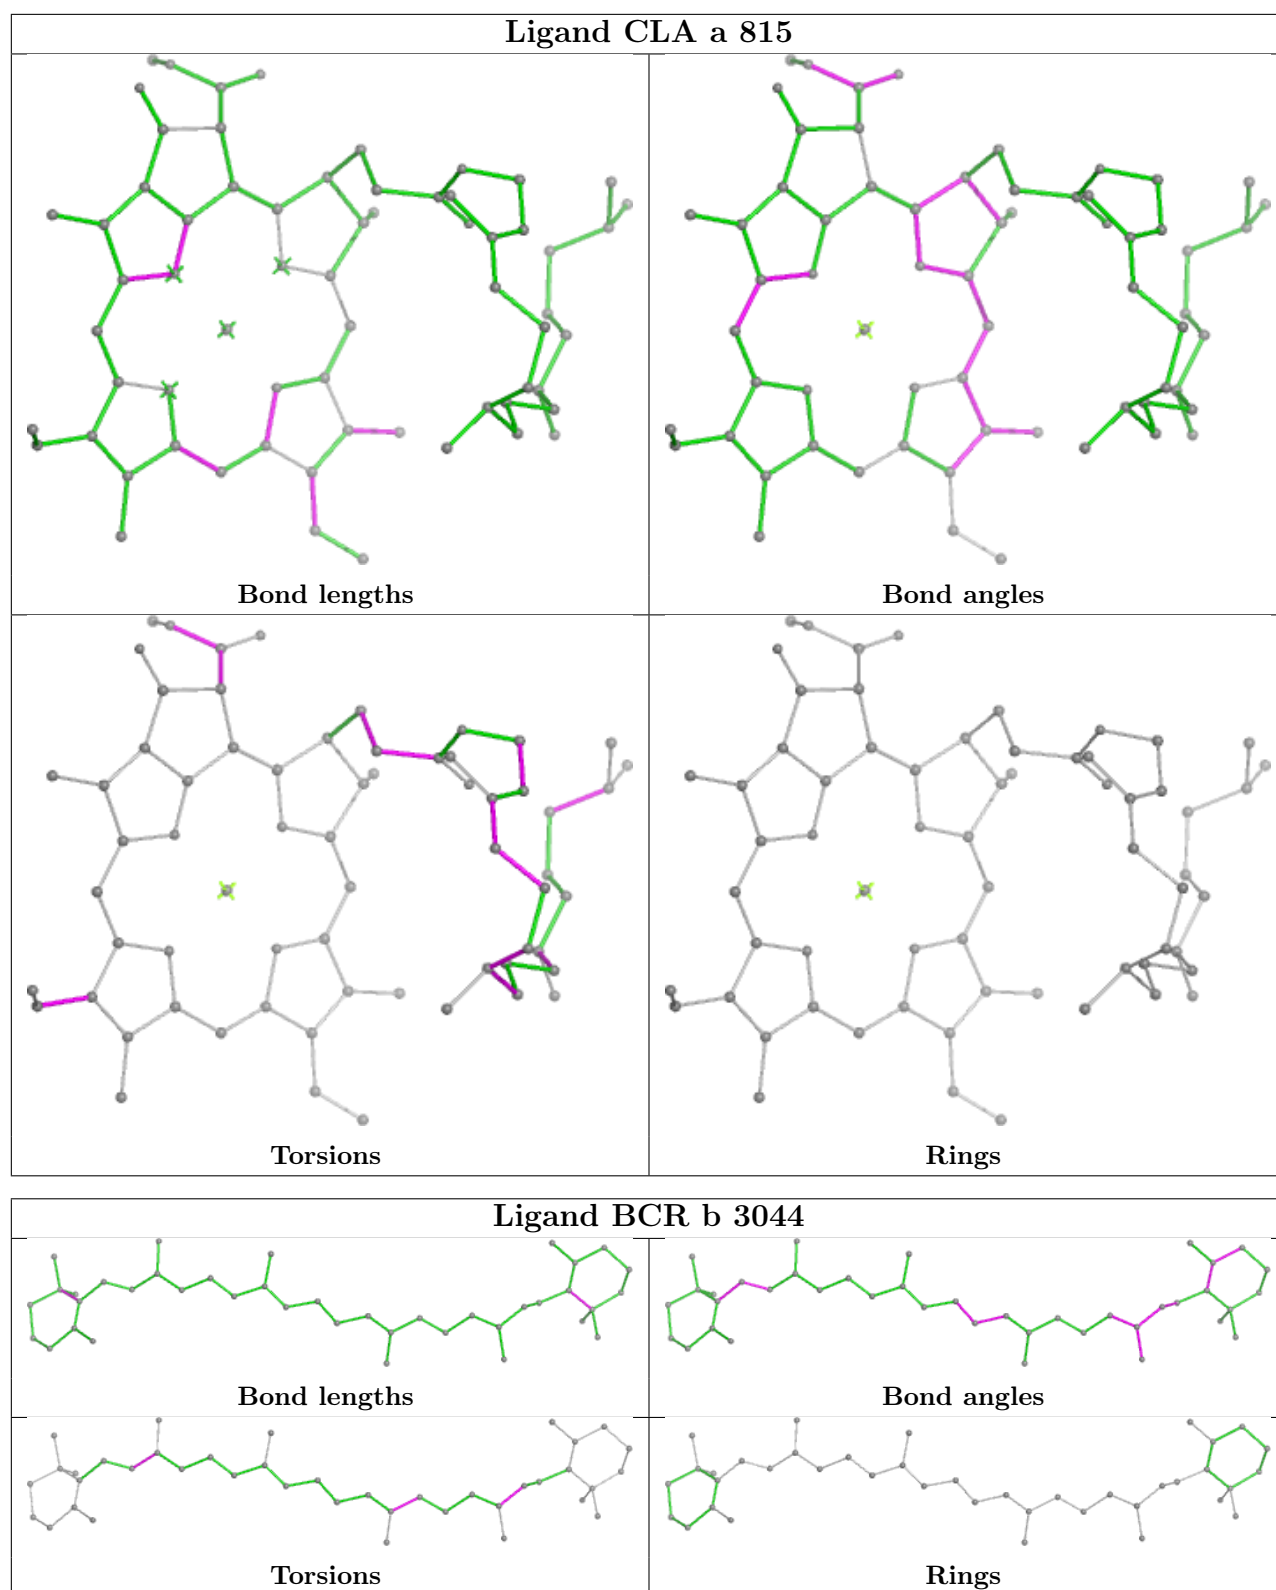 Ligand CLA a 815
Bond lengths
Bond angles
Torsions
Rings
Ligand BCR b 3044
Bond lengths
Bond angles
Torsions
Rings